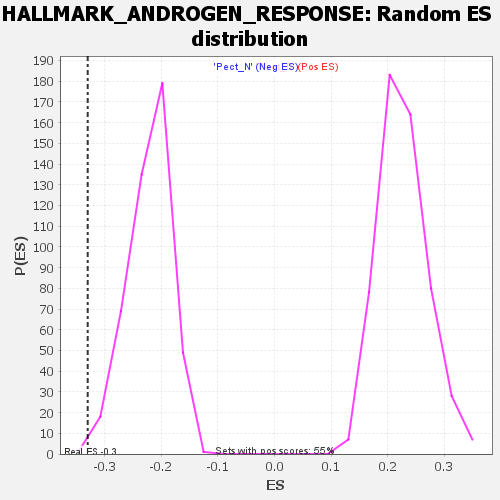 HALLMARK_ANDROGEN_RESPONSE: Random ES
distribution
'Pect_N' (Neg ES)(Pos ES)
190
180
170
160
150
140
130
120
110
100
90
80
70
60
50
40
30
20
10
0
P(ES)
Real ES -0.3
Sets with pos scores: 55%
-0.3 -0.2 -0.1 0.0 0.1 0.2 0.3
ES